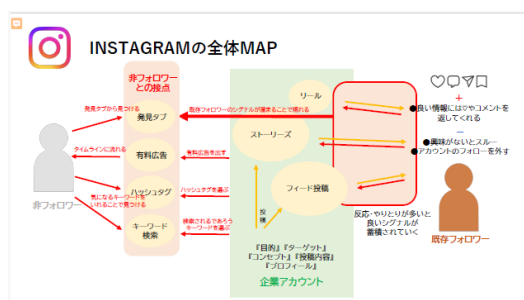 INSTAGRAMの全体MAP
非フォロワー
との接点
発見タブ
有料広告
ハッシュタグ
キーワード
検索
発見タブから見つける
タイムラインに流れる
気になるキーワードを
いれることで見つける
非フォロワー
既存フォロワーのシグナルが溜まることで現れる
有料広告を出す
ハッシュタグを選ぶ
検索されるであろう
キーワードを選ぶ
リール
ストーリーズ
フィード投稿
投稿
『目的』『ターゲット』
『コンセプト』『投稿内容』
『プロフィール』
企業アカウント
+
●良い情報には♡やコメントを
返してくれる
−
●興味がないとスルー
●アカウントのフォローを外す
反応・やりとりが多いと
良いシグナルが
蓄積されていく
既存フォロワー